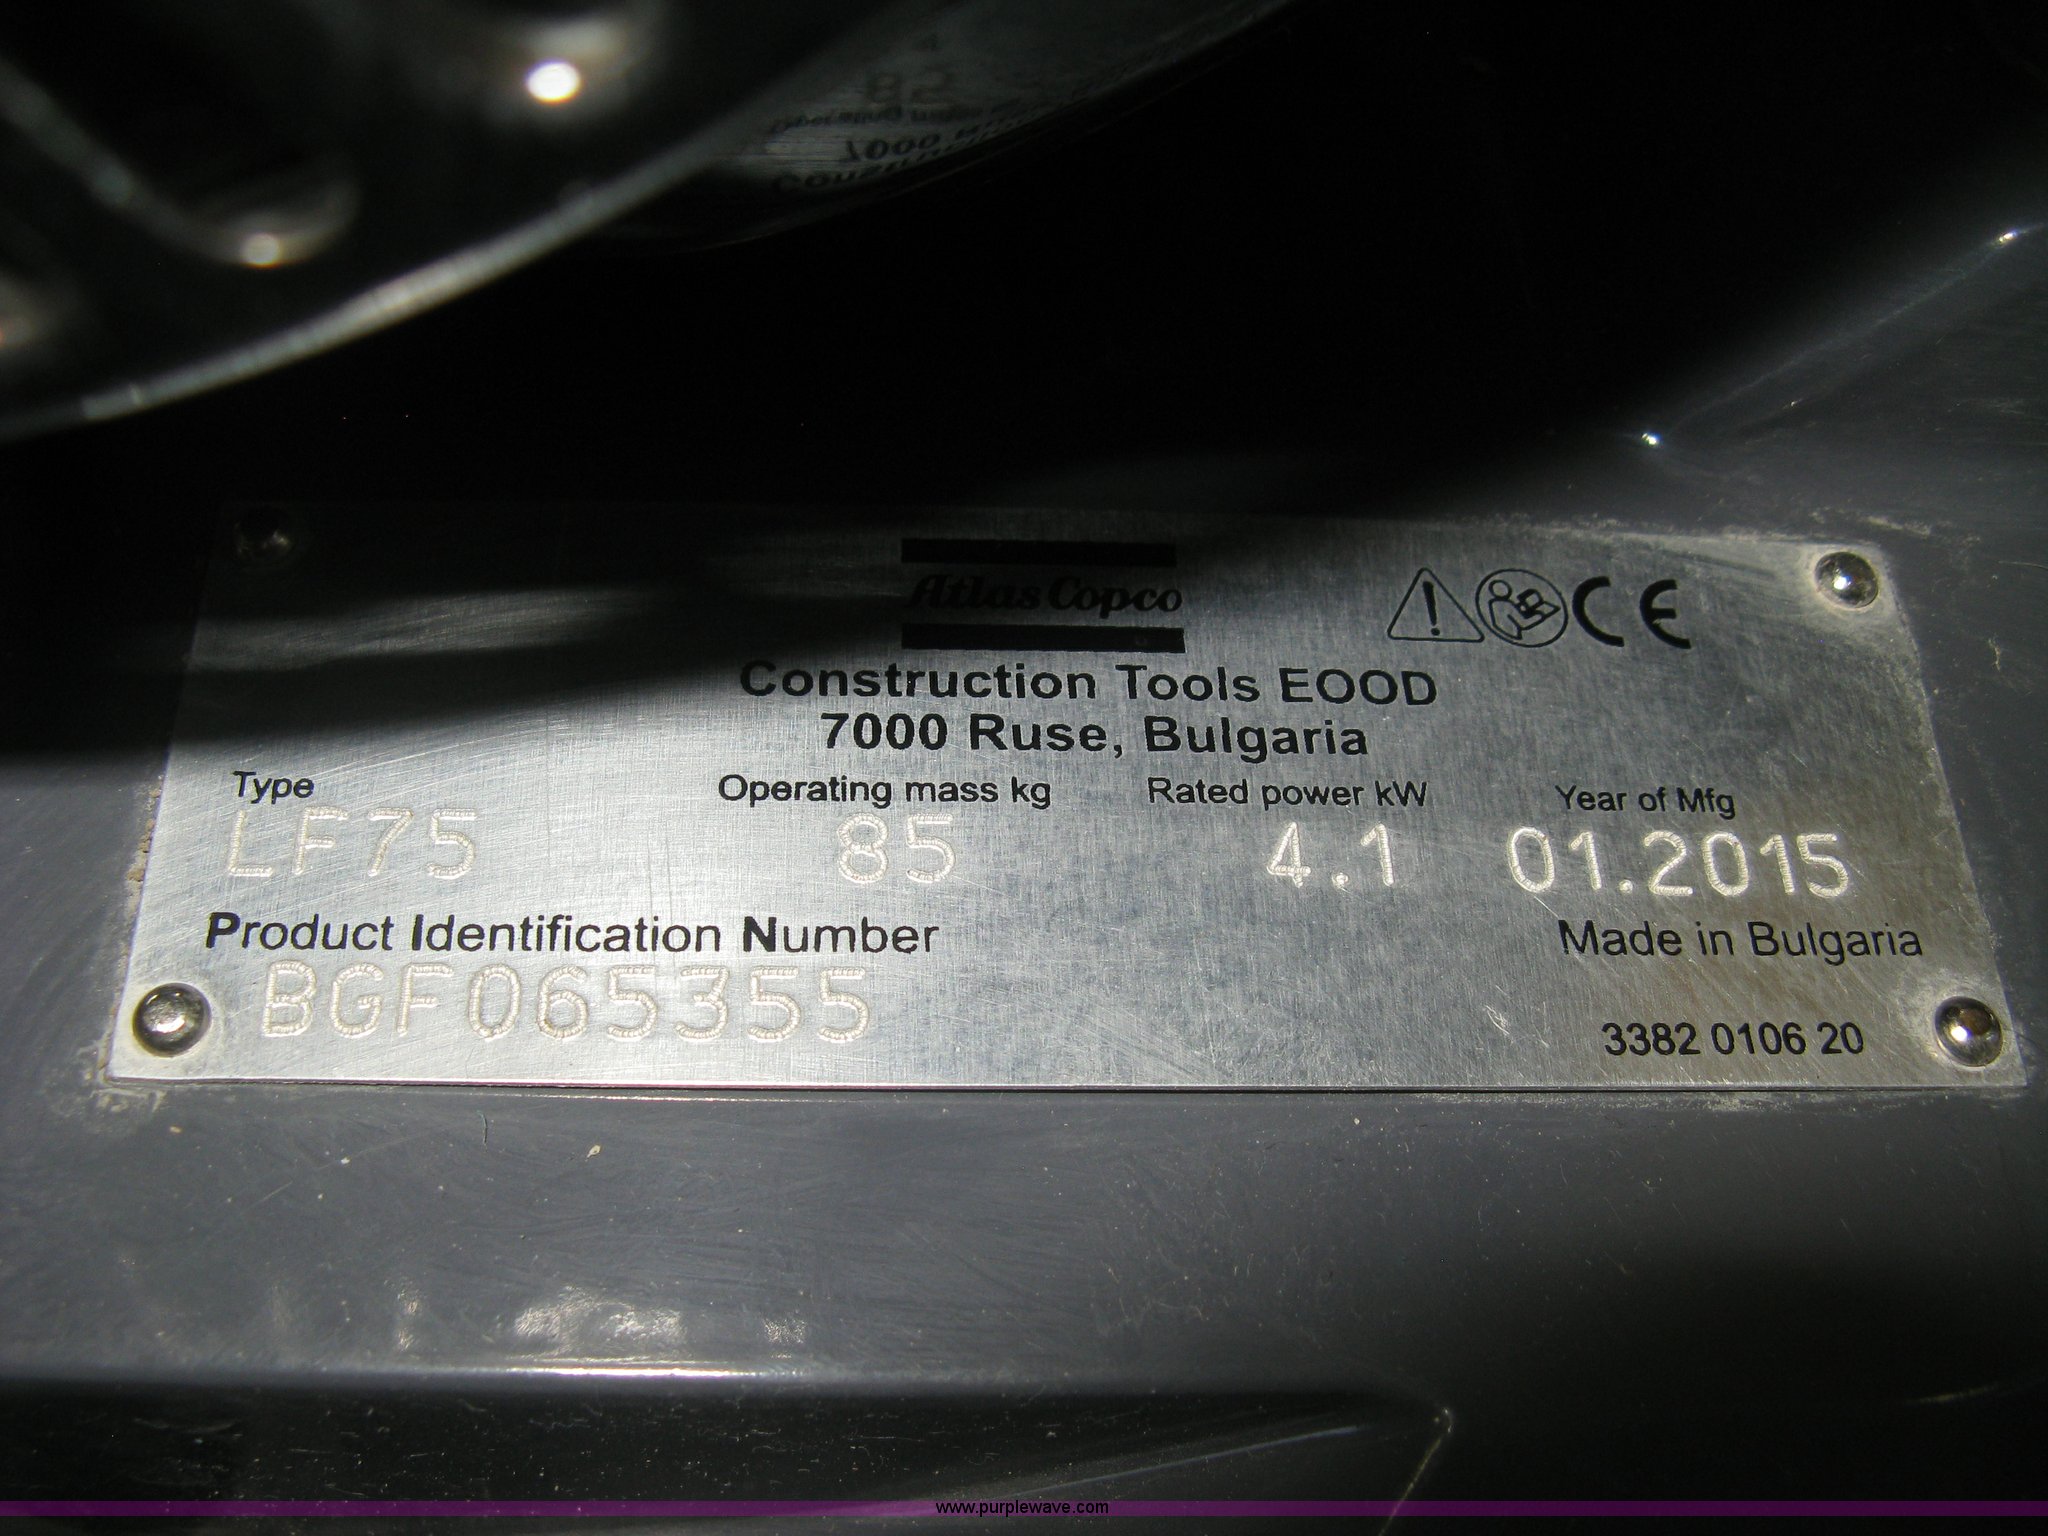 Atlas Copco
CE
Construction Tools EOOD
7000 Ruse, Bulgaria
Type Operating mass kg Rated power kW Year of Mfg
LF75 85 4.1 01.2015
Product Identification Number Made in Bulgaria
BGF065355
3382 0106 20
www.purplewave.com